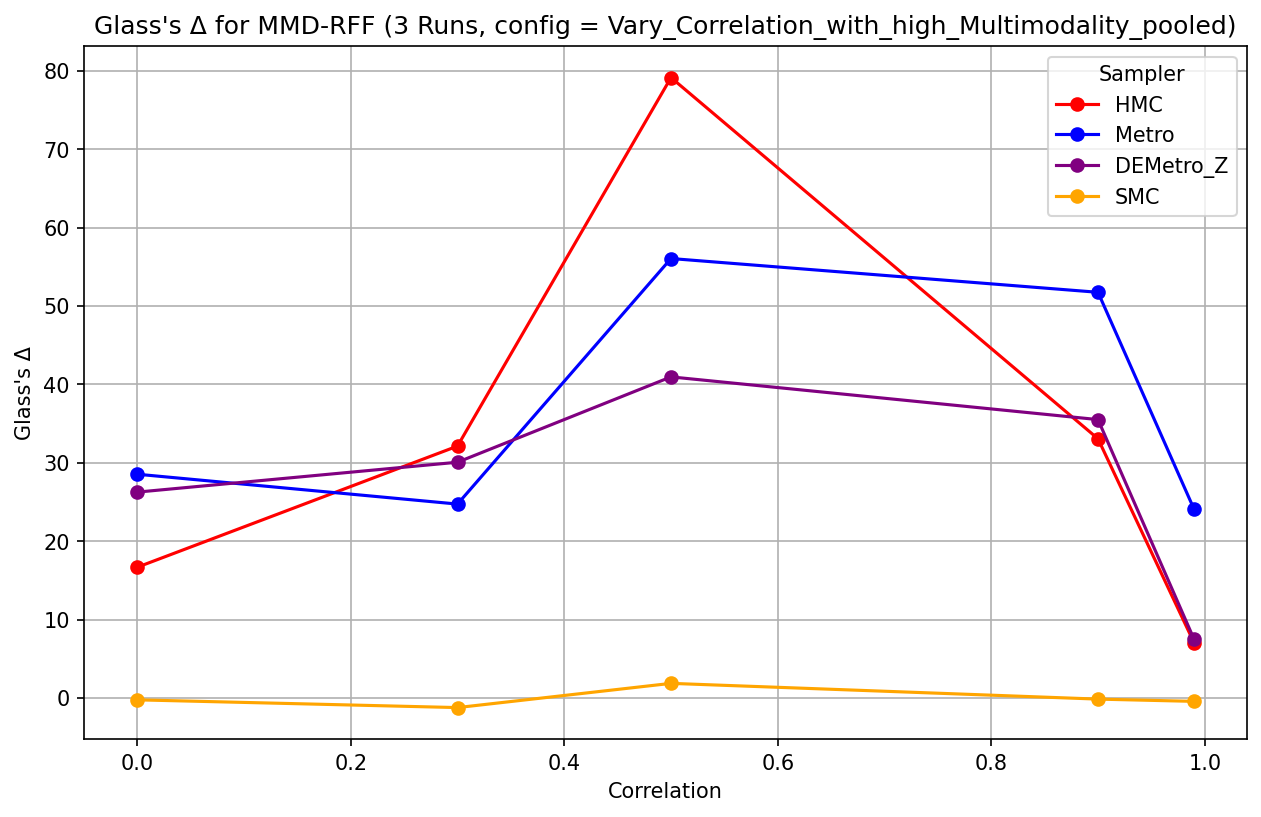 Glass's Δ for MMD-RFF (3 Runs, config = Vary_Correlation_with_high_Multimodality_pooled)
Sampler
HMC
Metro
DEMetro_Z
SMC
80
70
60
50
40
30
20
10
0
Glass's Δ
0.0 0.2 0.4 0.6 0.8 1.0
Correlation